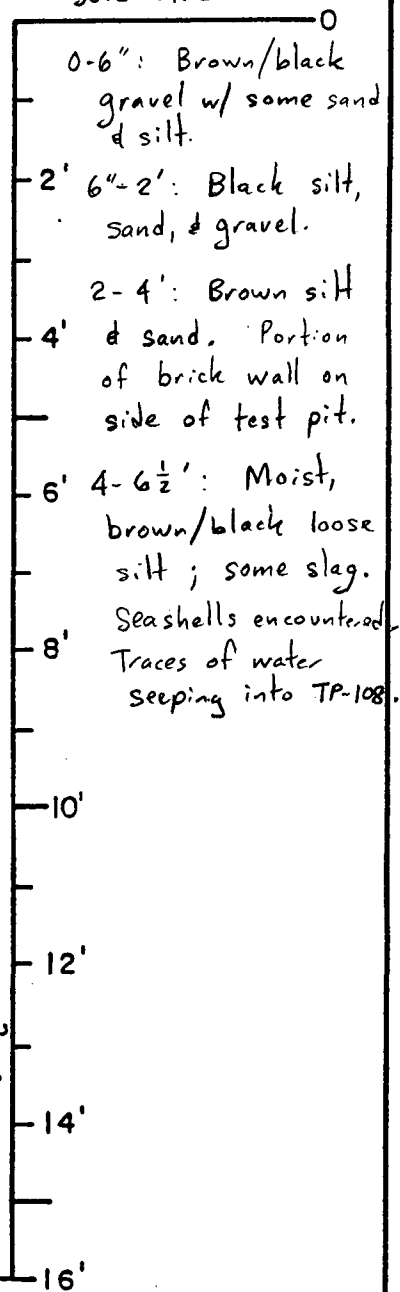 0
0-6": Brown/black
gravel w/ some sand
& silt.
2' 6"-2': Black silt,
sand, & gravel.
2-4': Brown silt
4' & sand. Portion
of brick wall on
side of test pit.
6' 4-6½': Moist,
brown/black loose
silt; some slag.
Seashells encountered.
8' Traces of water
seeping into TP-108.
10'
12'
14'
16'